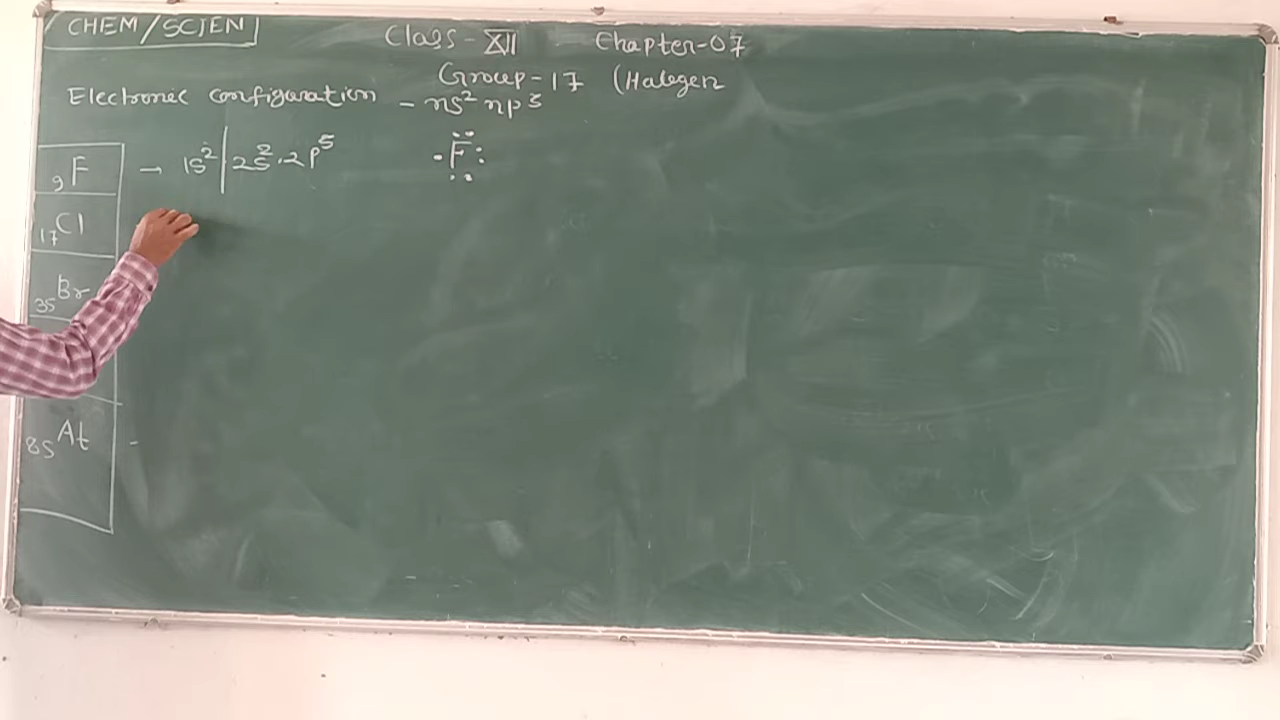 CHEM/SCIEN
Class - XII Chapter-07
Group-17 (Halogen
Electronic configuration - ns² np⁵
₉F → 1s² | 2s² · 2p⁵ F
₁₇Cl
₃₅Br
₈₅At -